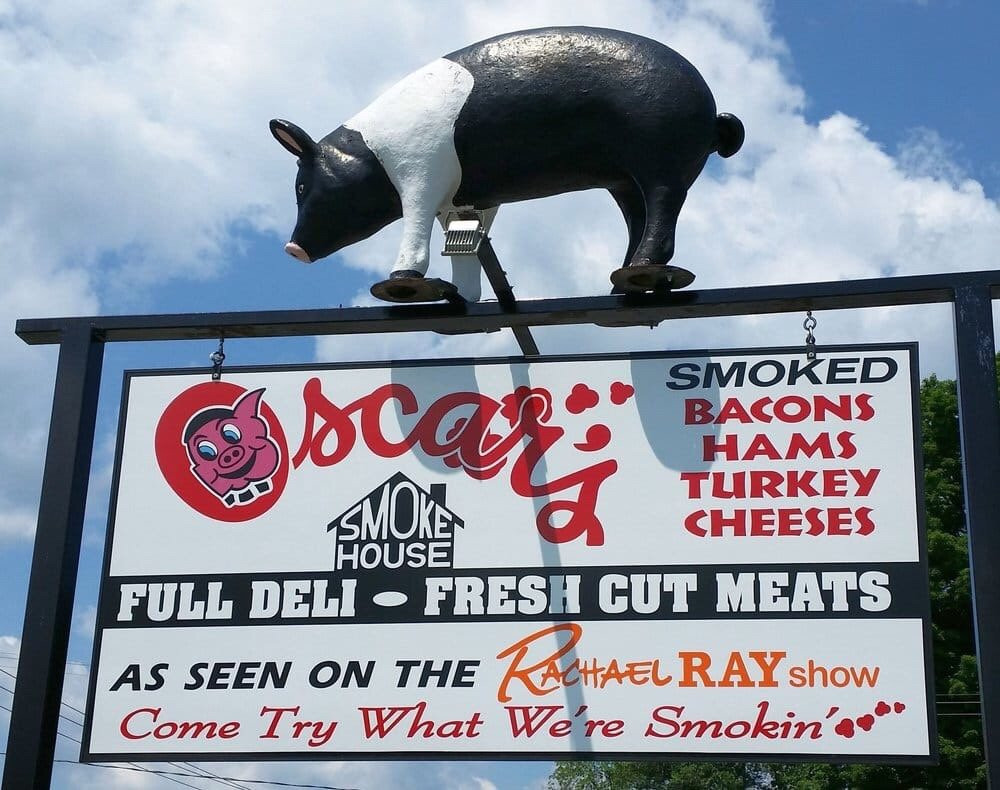 Oscar's
SMOKE
HOUSE
SMOKED
BACONS
HAMS
TURKEY
CHEESES
FULL DELI - FRESH CUT MEATS
AS SEEN ON THE RACHAEL RAY show
Come Try What We're Smokin'